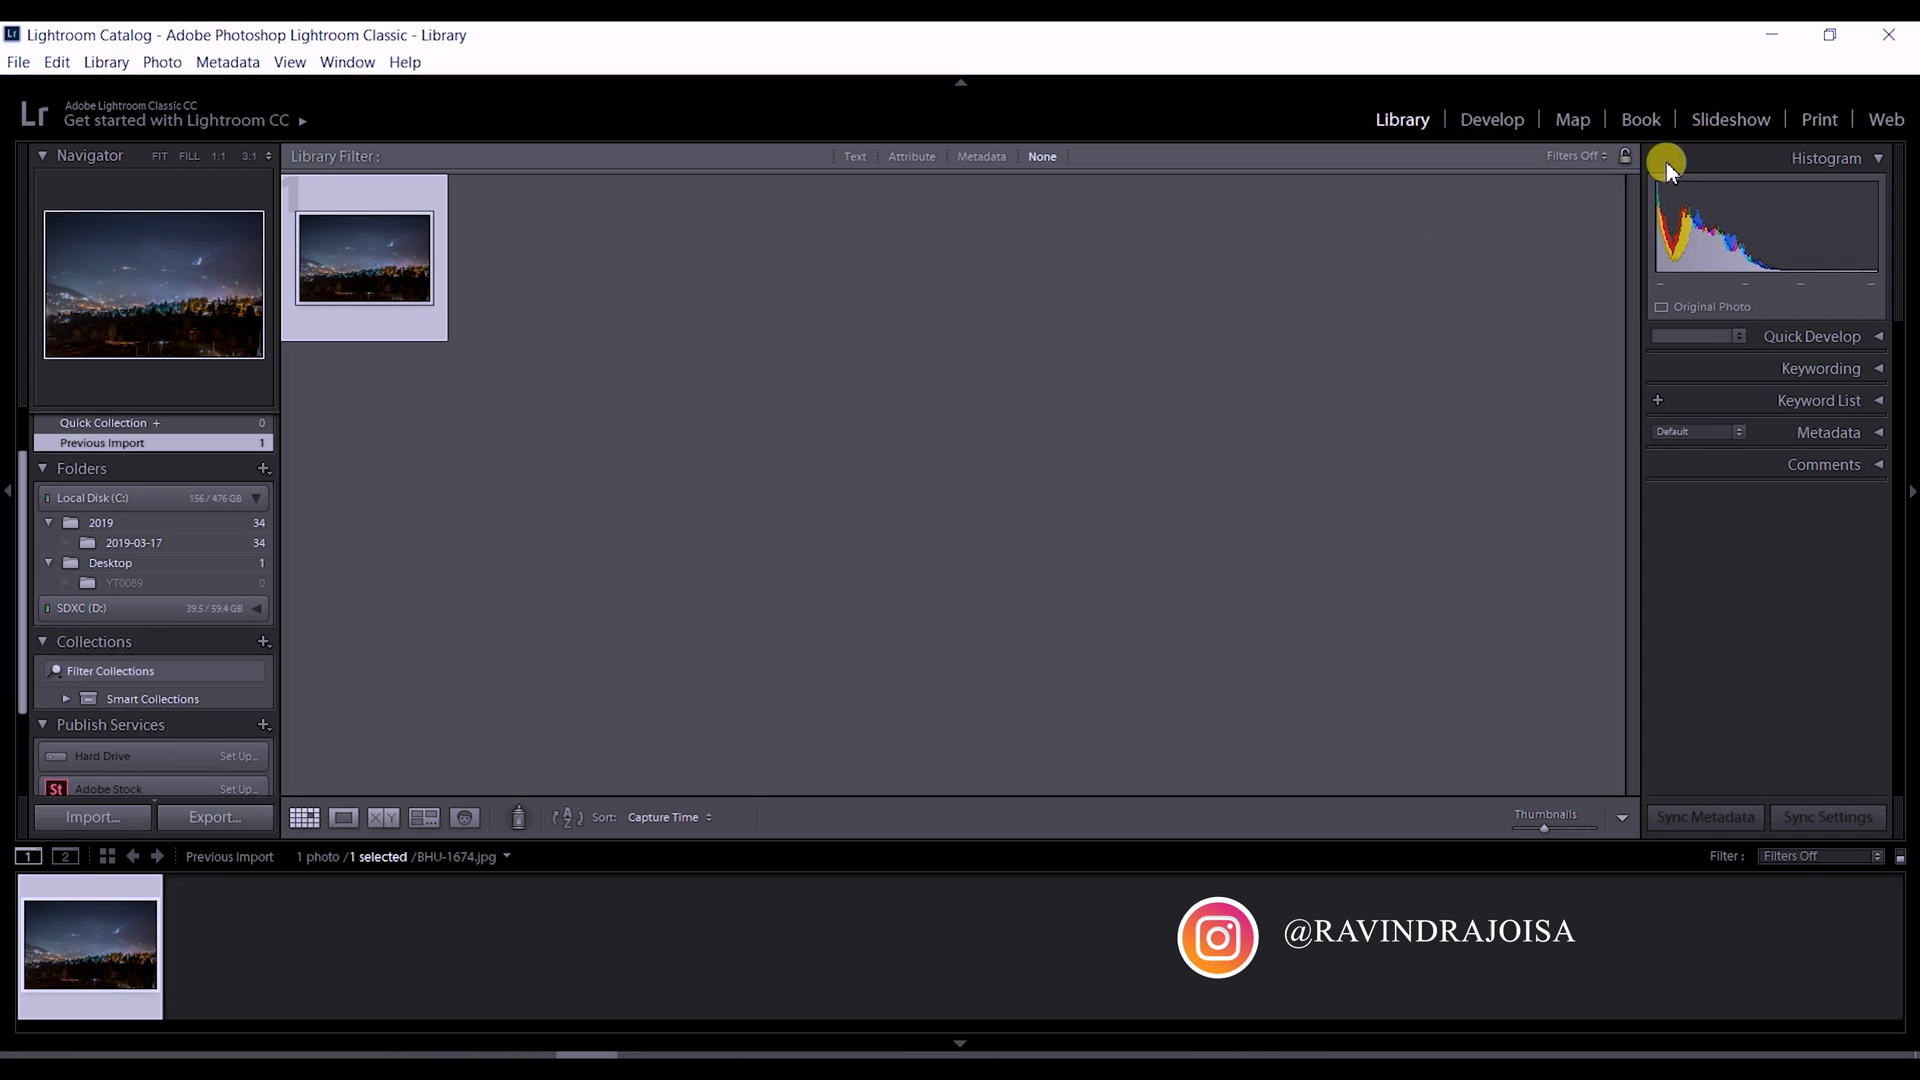 Lightroom Catalog - Adobe Photoshop Lightroom Classic - Library
File Edit Library Photo Metadata View Window Help
Lr
Adobe Lightroom Classic CC
Get started with Lightroom CC
Library Develop Map Book Slideshow Print Web
Navigator FIT FILL 1:1 3:1
Library Filter : Text Attribute Metadata None Filters Off
Histogram
1
Original Photo
Quick Develop
Keywording
Keyword List
Default Metadata
Comments
Quick Collection + 0
Previous Import 1
Folders
Local Disk (C:) 156 / 476 GB
2019 34
2019-03-17 34
Desktop 1
YT0089 0
SDXC (D:) 39.5 / 59.4 GB
Collections
Filter Collections
Smart Collections
Publish Services
Hard Drive Set Up...
St Adobe Stock Set Up...
Import... Export...
XY Sort: Capture Time Thumbnails
Sync Metadata Sync Settings
1 2 Previous Import 1 photo / 1 selected / BHU-1674.jpg Filter : Filters Off
@RAVINDRAJOISA